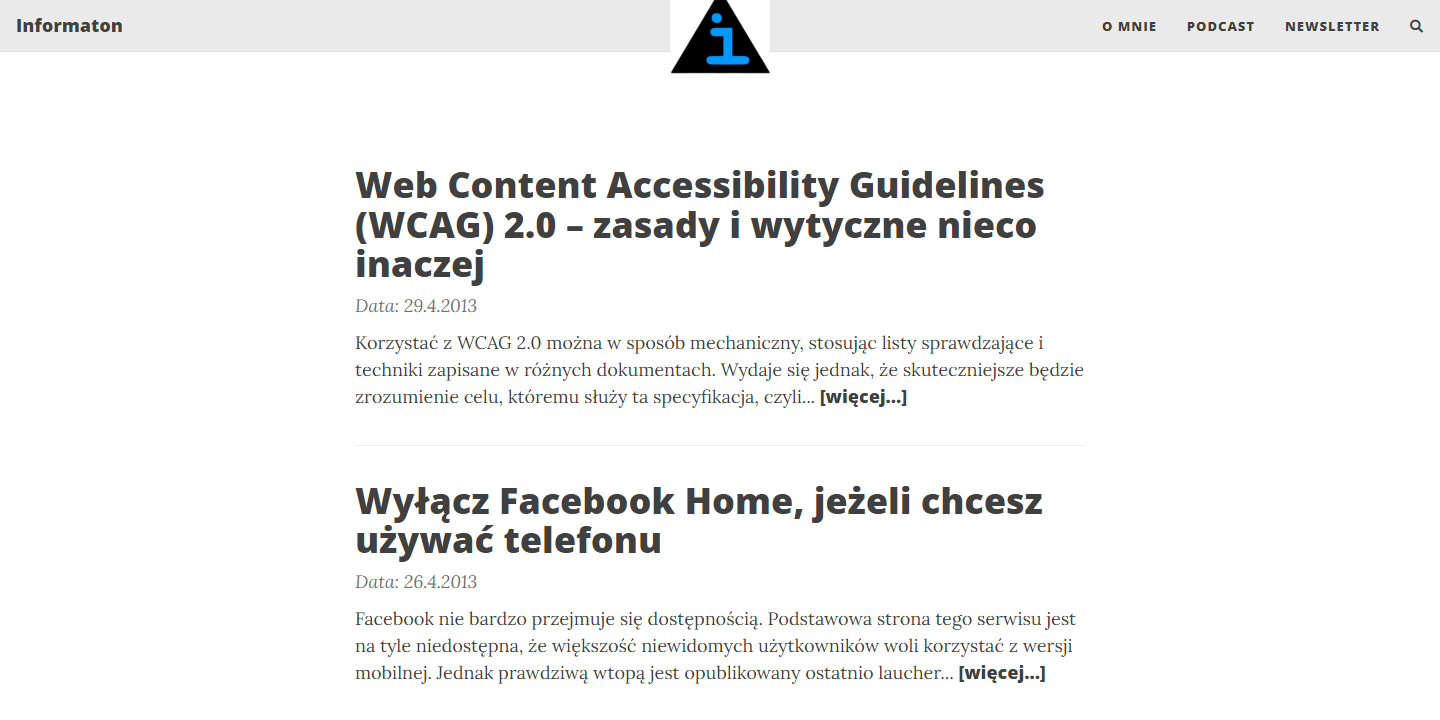 Informaton
i
O MNIE
PODCAST
NEWSLETTER
Web Content Accessibility Guidelines
(WCAG) 2.0 – zasady i wytyczne nieco
inaczej
Data: 29.4.2013
Korzystać z WCAG 2.0 można w sposób mechaniczny, stosując listy sprawdzające i
techniki zapisane w różnych dokumentach. Wydaje się jednak, że skuteczniejsze będzie
zrozumienie celu, któremu służy ta specyfikacja, czyli... [więcej...]
Wyłącz Facebook Home, jeżeli chcesz
używać telefonu
Data: 26.4.2013
Facebook nie bardzo przejmuje się dostępnością. Podstawowa strona tego serwisu jest
na tyle niedostępna, że większość niewidomych użytkowników woli korzystać z wersji
mobilnej. Jednak prawdziwą wtopą jest opublikowany ostatnio laucher... [więcej...]